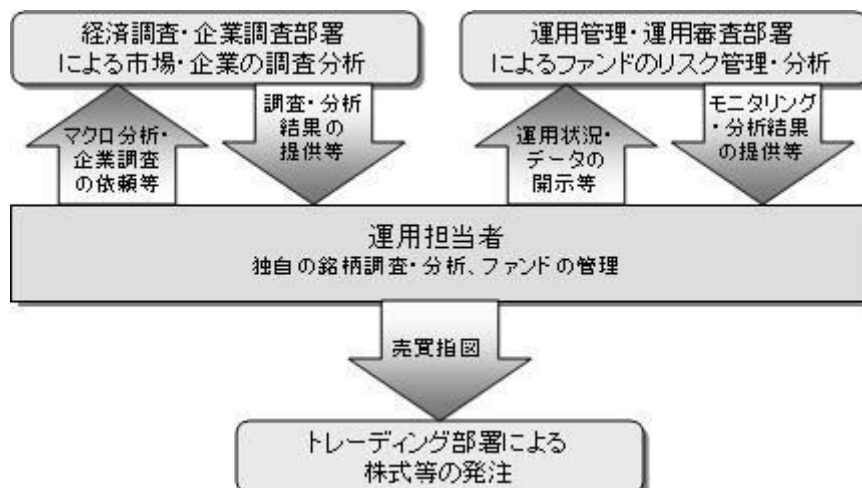 経済調査・企業調査部署
による市場・企業の調査分析
運用管理・運用審査部署
によるファンドのリスク管理・分析
マクロ分析・
企業調査
の依頼等
調査・分析
結果の
提供等
運用状況・
データの
開示等
モニタリング
・分析結果
の提供等
運用担当者
独自の銘柄調査・分析、ファンドの管理
売買指図
トレーディング部署による
株式等の発注